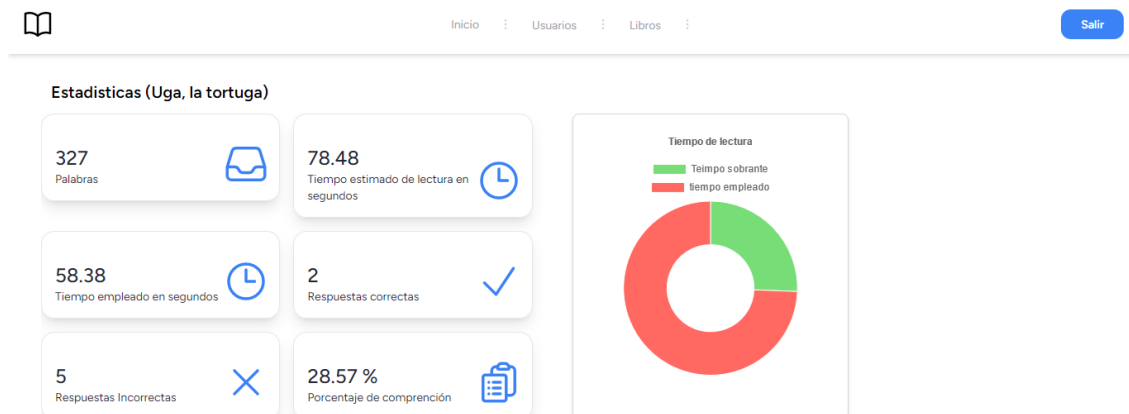 Inicio
Usuarios
Libros
Salir
Estadisticas (Uga, la tortuga)
327
Palabras
78.48
Tiempo estimado de lectura en
segundos
58.38
Tiempo empleado en segundos
2
Respuestas correctas
5
Respuestas Incorrectas
28.57 %
Porcentaje de comprención
Tiempo de lectura
Teimpo sobrante
tiempo empleado